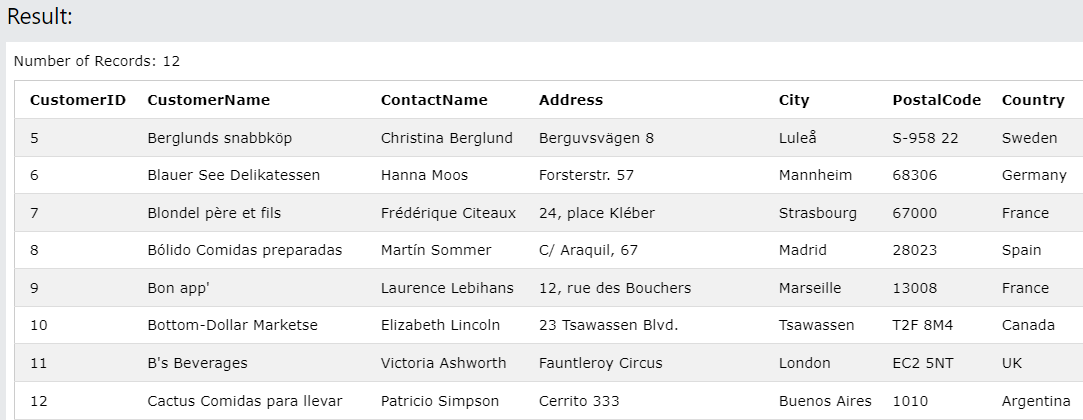 Result:
Number of Records: 12
CustomerID CustomerName ContactName Address City PostalCode Country
5 Berglunds snabbköp Christina Berglund Berguvsvägen 8 Luleå S-958 22 Sweden
6 Blauer See Delikatessen Hanna Moos Forsterstr. 57 Mannheim 68306 Germany
7 Blondel père et fils Frédérique Citeaux 24, place Kléber Strasbourg 67000 France
8 Bólido Comidas preparadas Martín Sommer C/ Araquil, 67 Madrid 28023 Spain
9 Bon app' Laurence Lebihans 12, rue des Bouchers Marseille 13008 France
10 Bottom-Dollar Marketse Elizabeth Lincoln 23 Tsawassen Blvd. Tsawassen T2F 8M4 Canada
11 B's Beverages Victoria Ashworth Fauntleroy Circus London EC2 5NT UK
12 Cactus Comidas para llevar Patricio Simpson Cerrito 333 Buenos Aires 1010 Argentina